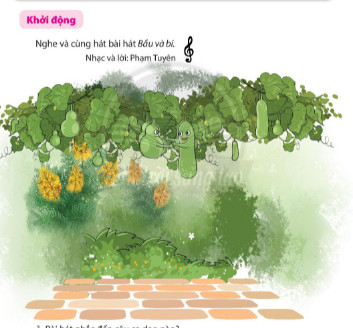 Khởi động
Nghe và cùng hát bài hát Bầu và bí.
Nhạc và lời: Phạm Tuyên